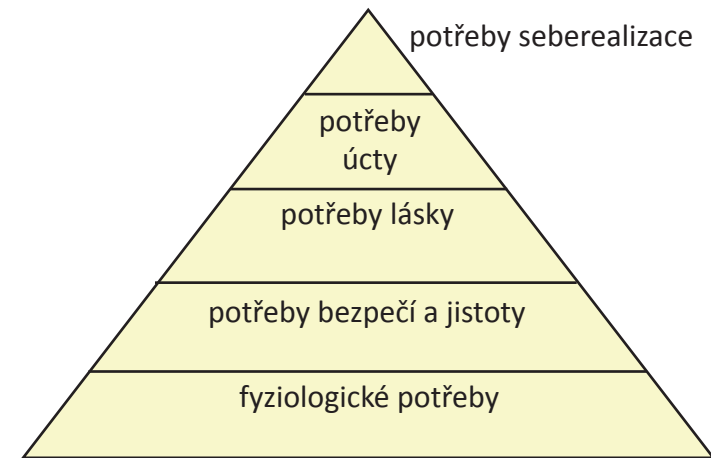 potřeby seberealizace
potřeby
úcty
potřeby lásky
potřeby bezpečí a jistoty
fyziologické potřeby